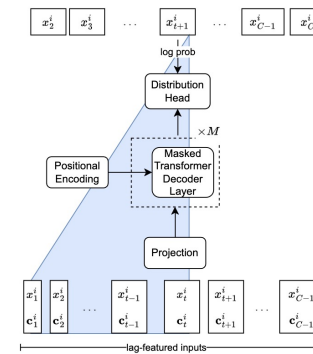 x_2^i x_3^i ... x_{t+1}^i ... x_{C-1}^i
log prob
Distribution
Head
×M
Positional
Encoding
Masked
Transformer
Decoder
Layer
Projection
x_1^i x_2^i ... x_{t-1}^i x_t^i x_{t+1}^i ... x_{C-1}^i
c_1^i c_2^i c_{t-1}^i c_t^i c_{t+1}^i c_{C-1}^i
lag-featured inputs